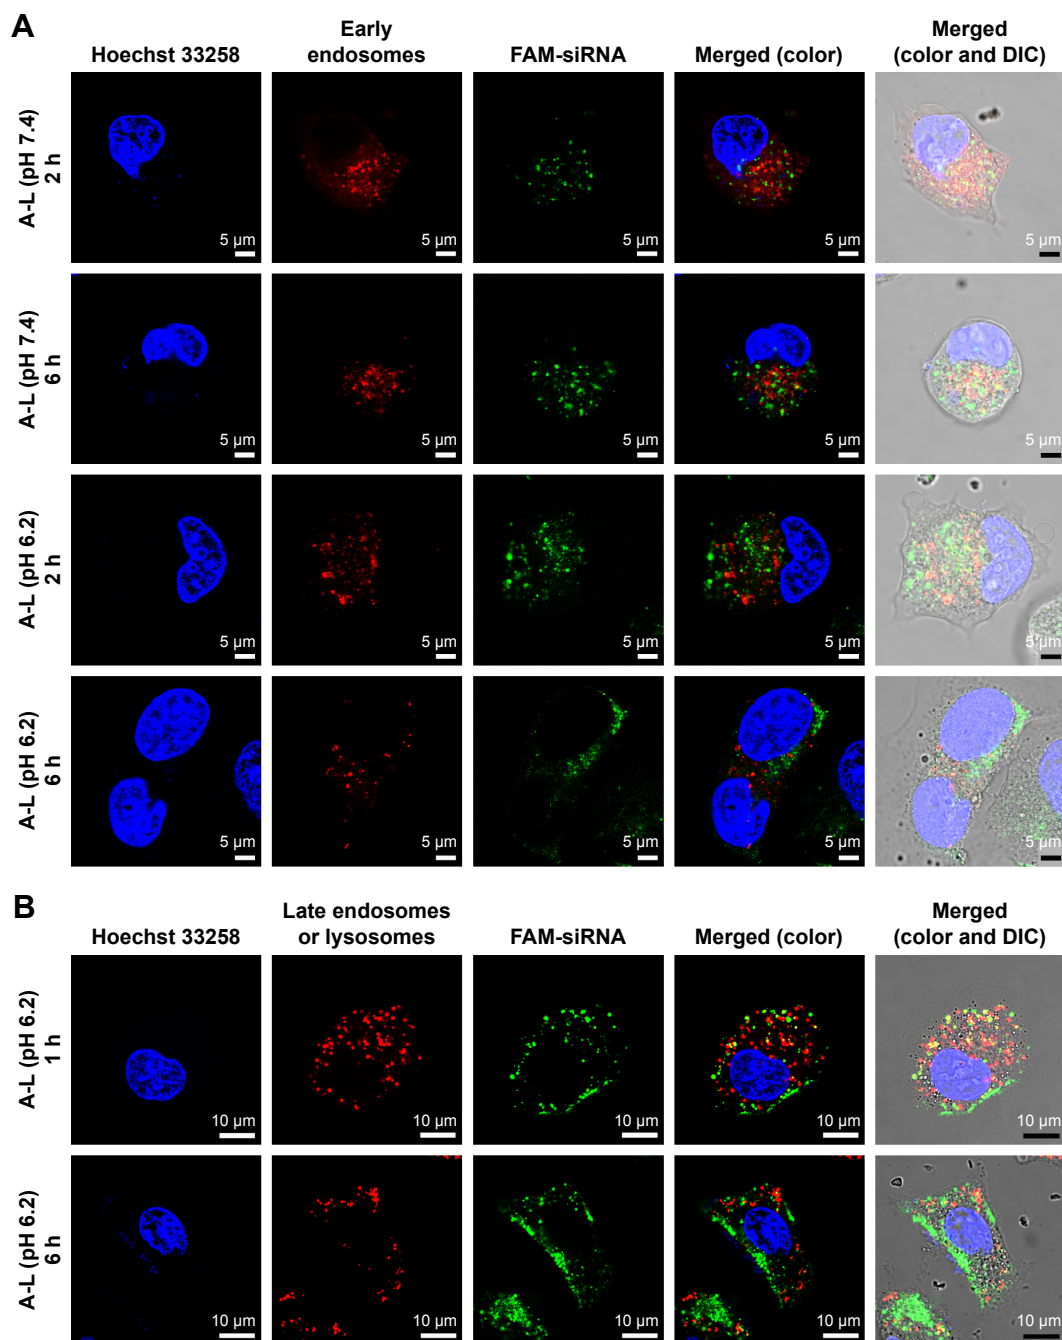 A
Hoechst 33258
Early
endosomes
FAM-siRNA
Merged (color)
Merged
(color and DIC)
A-L (pH 7.4)
2 h
5 µm
5 µm
5 µm
5 µm
5 µm
A-L (pH 7.4)
6 h
5 µm
5 µm
5 µm
5 µm
5 µm
A-L (pH 6.2)
2 h
5 µm
5 µm
5 µm
5 µm
5 µm
A-L (pH 6.2)
6 h
5 µm
5 µm
5 µm
5 µm
5 µm
B
Hoechst 33258
Late endosomes
or lysosomes
FAM-siRNA
Merged (color)
Merged
(color and DIC)
A-L (pH 6.2)
1 h
10 µm
10 µm
10 µm
10 µm
10 µm
A-L (pH 6.2)
6 h
10 µm
10 µm
10 µm
10 µm
10 µm